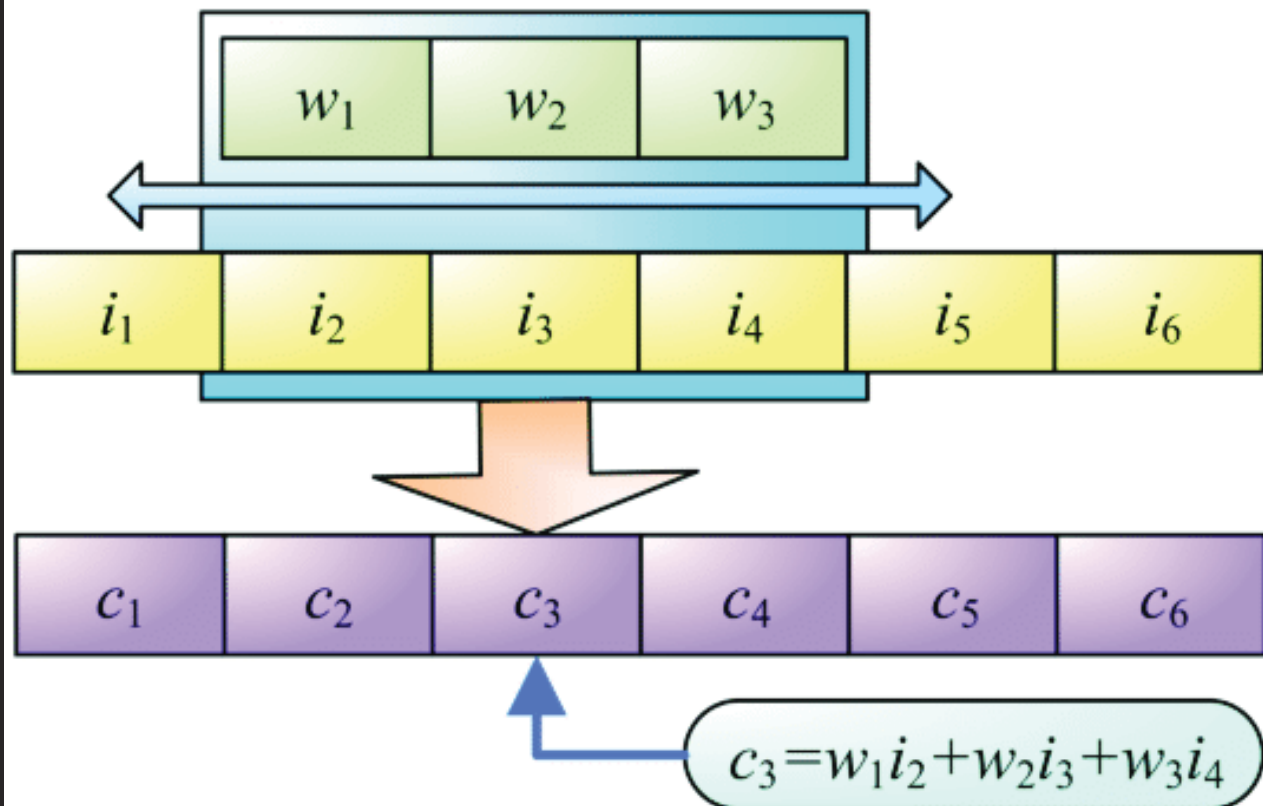 w₁ w₂ w₃
i₁ i₂ i₃ i₄ i₅ i₆
c₁ c₂ c₃ c₄ c₅ c₆
c₃=w₁i₂+w₂i₃+w₃i₄